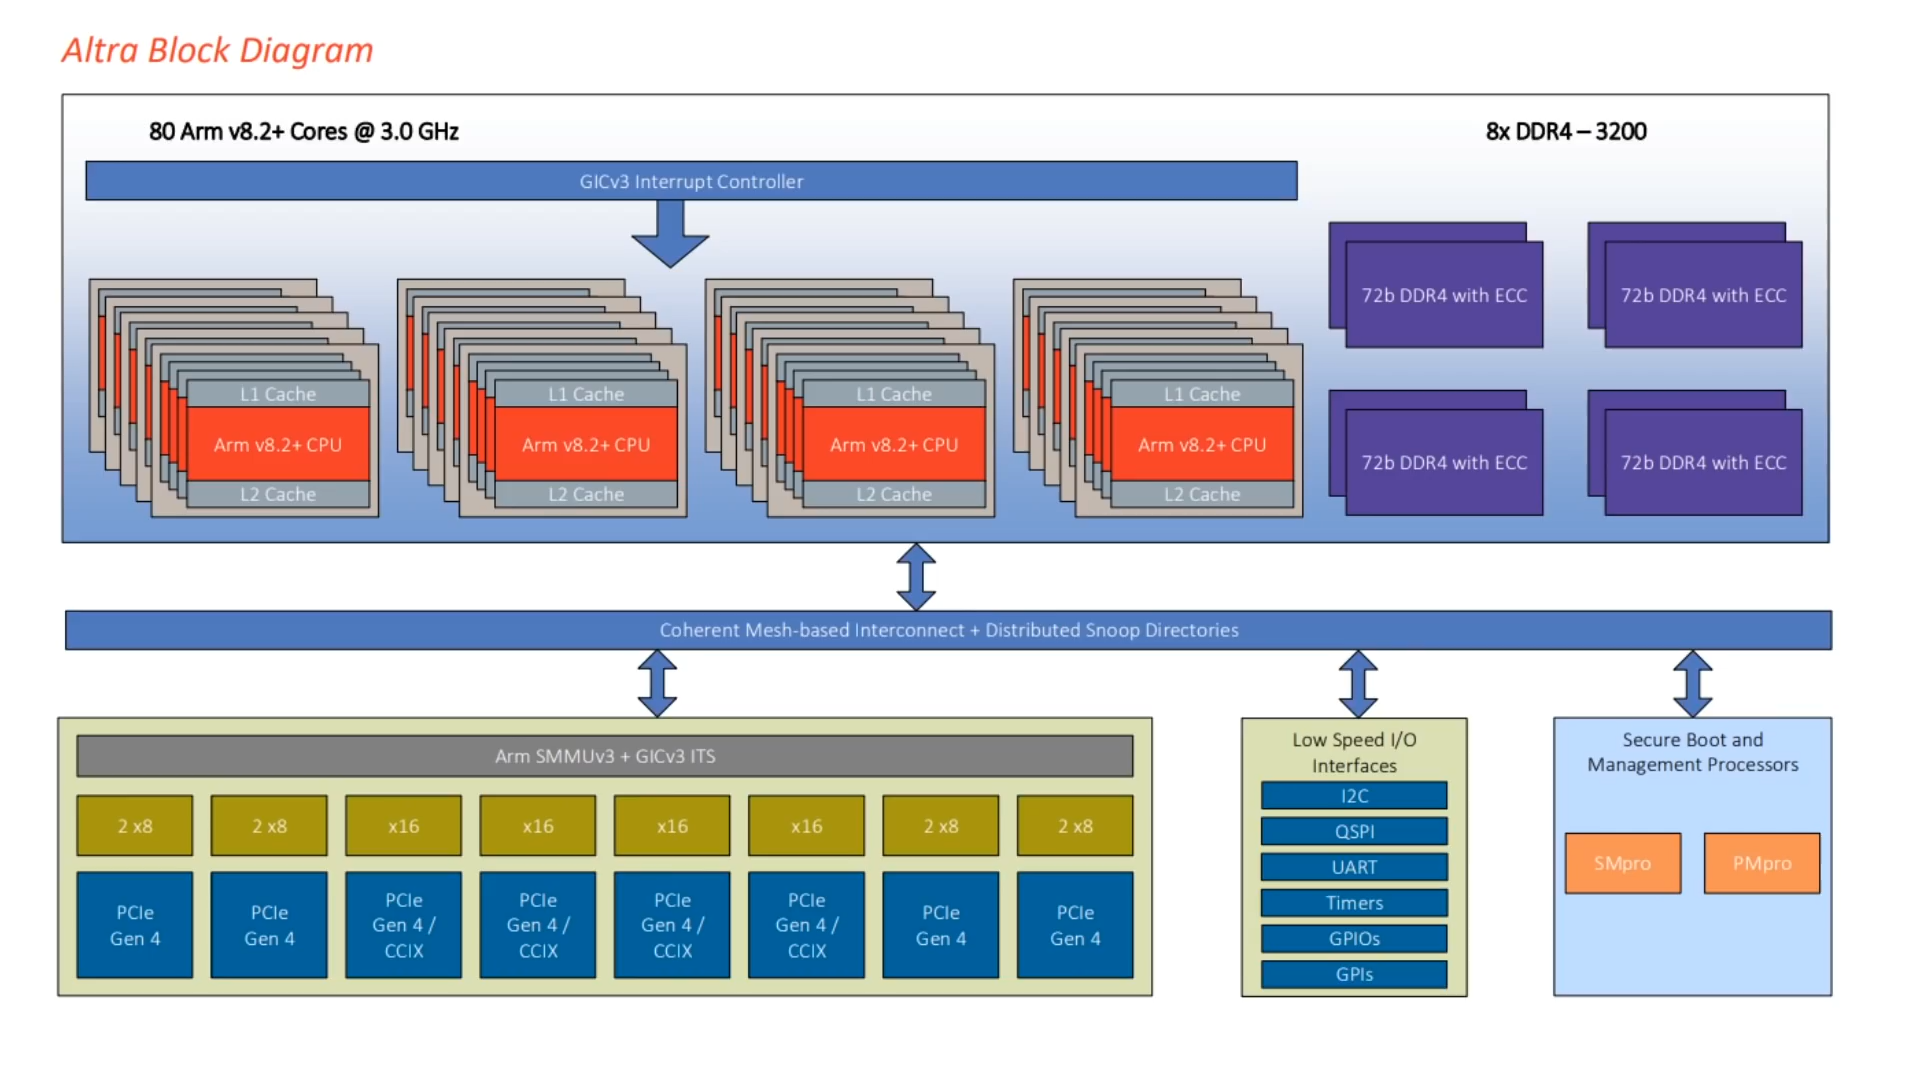 Altra Block Diagram
80 Arm v8.2+ Cores @ 3.0 GHz
8x DDR4 – 3200
GICv3 Interrupt Controller
72b DDR4 with ECC
72b DDR4 with ECC
L1 Cache
Arm v8.2+ CPU
L2 Cache
L1 Cache
Arm v8.2+ CPU
L2 Cache
L1 Cache
Arm v8.2+ CPU
L2 Cache
L1 Cache
Arm v8.2+ CPU
L2 Cache
72b DDR4 with ECC
72b DDR4 with ECC
Coherent Mesh-based Interconnect + Distributed Snoop Directories
Arm SMMUv3 + GICv3 ITS
2 x8
2 x8
x16
x16
x16
x16
2 x8
2 x8
PCIe
Gen 4
PCIe
Gen 4
PCIe
Gen 4 /
CCIX
PCIe
Gen 4 /
CCIX
PCIe
Gen 4 /
CCIX
PCIe
Gen 4 /
CCIX
PCIe
Gen 4
PCIe
Gen 4
Low Speed I/O
Interfaces
I2C
QSPI
UART
Timers
GPIOs
GPIs
Secure Boot and
Management Processors
SMpro
PMpro